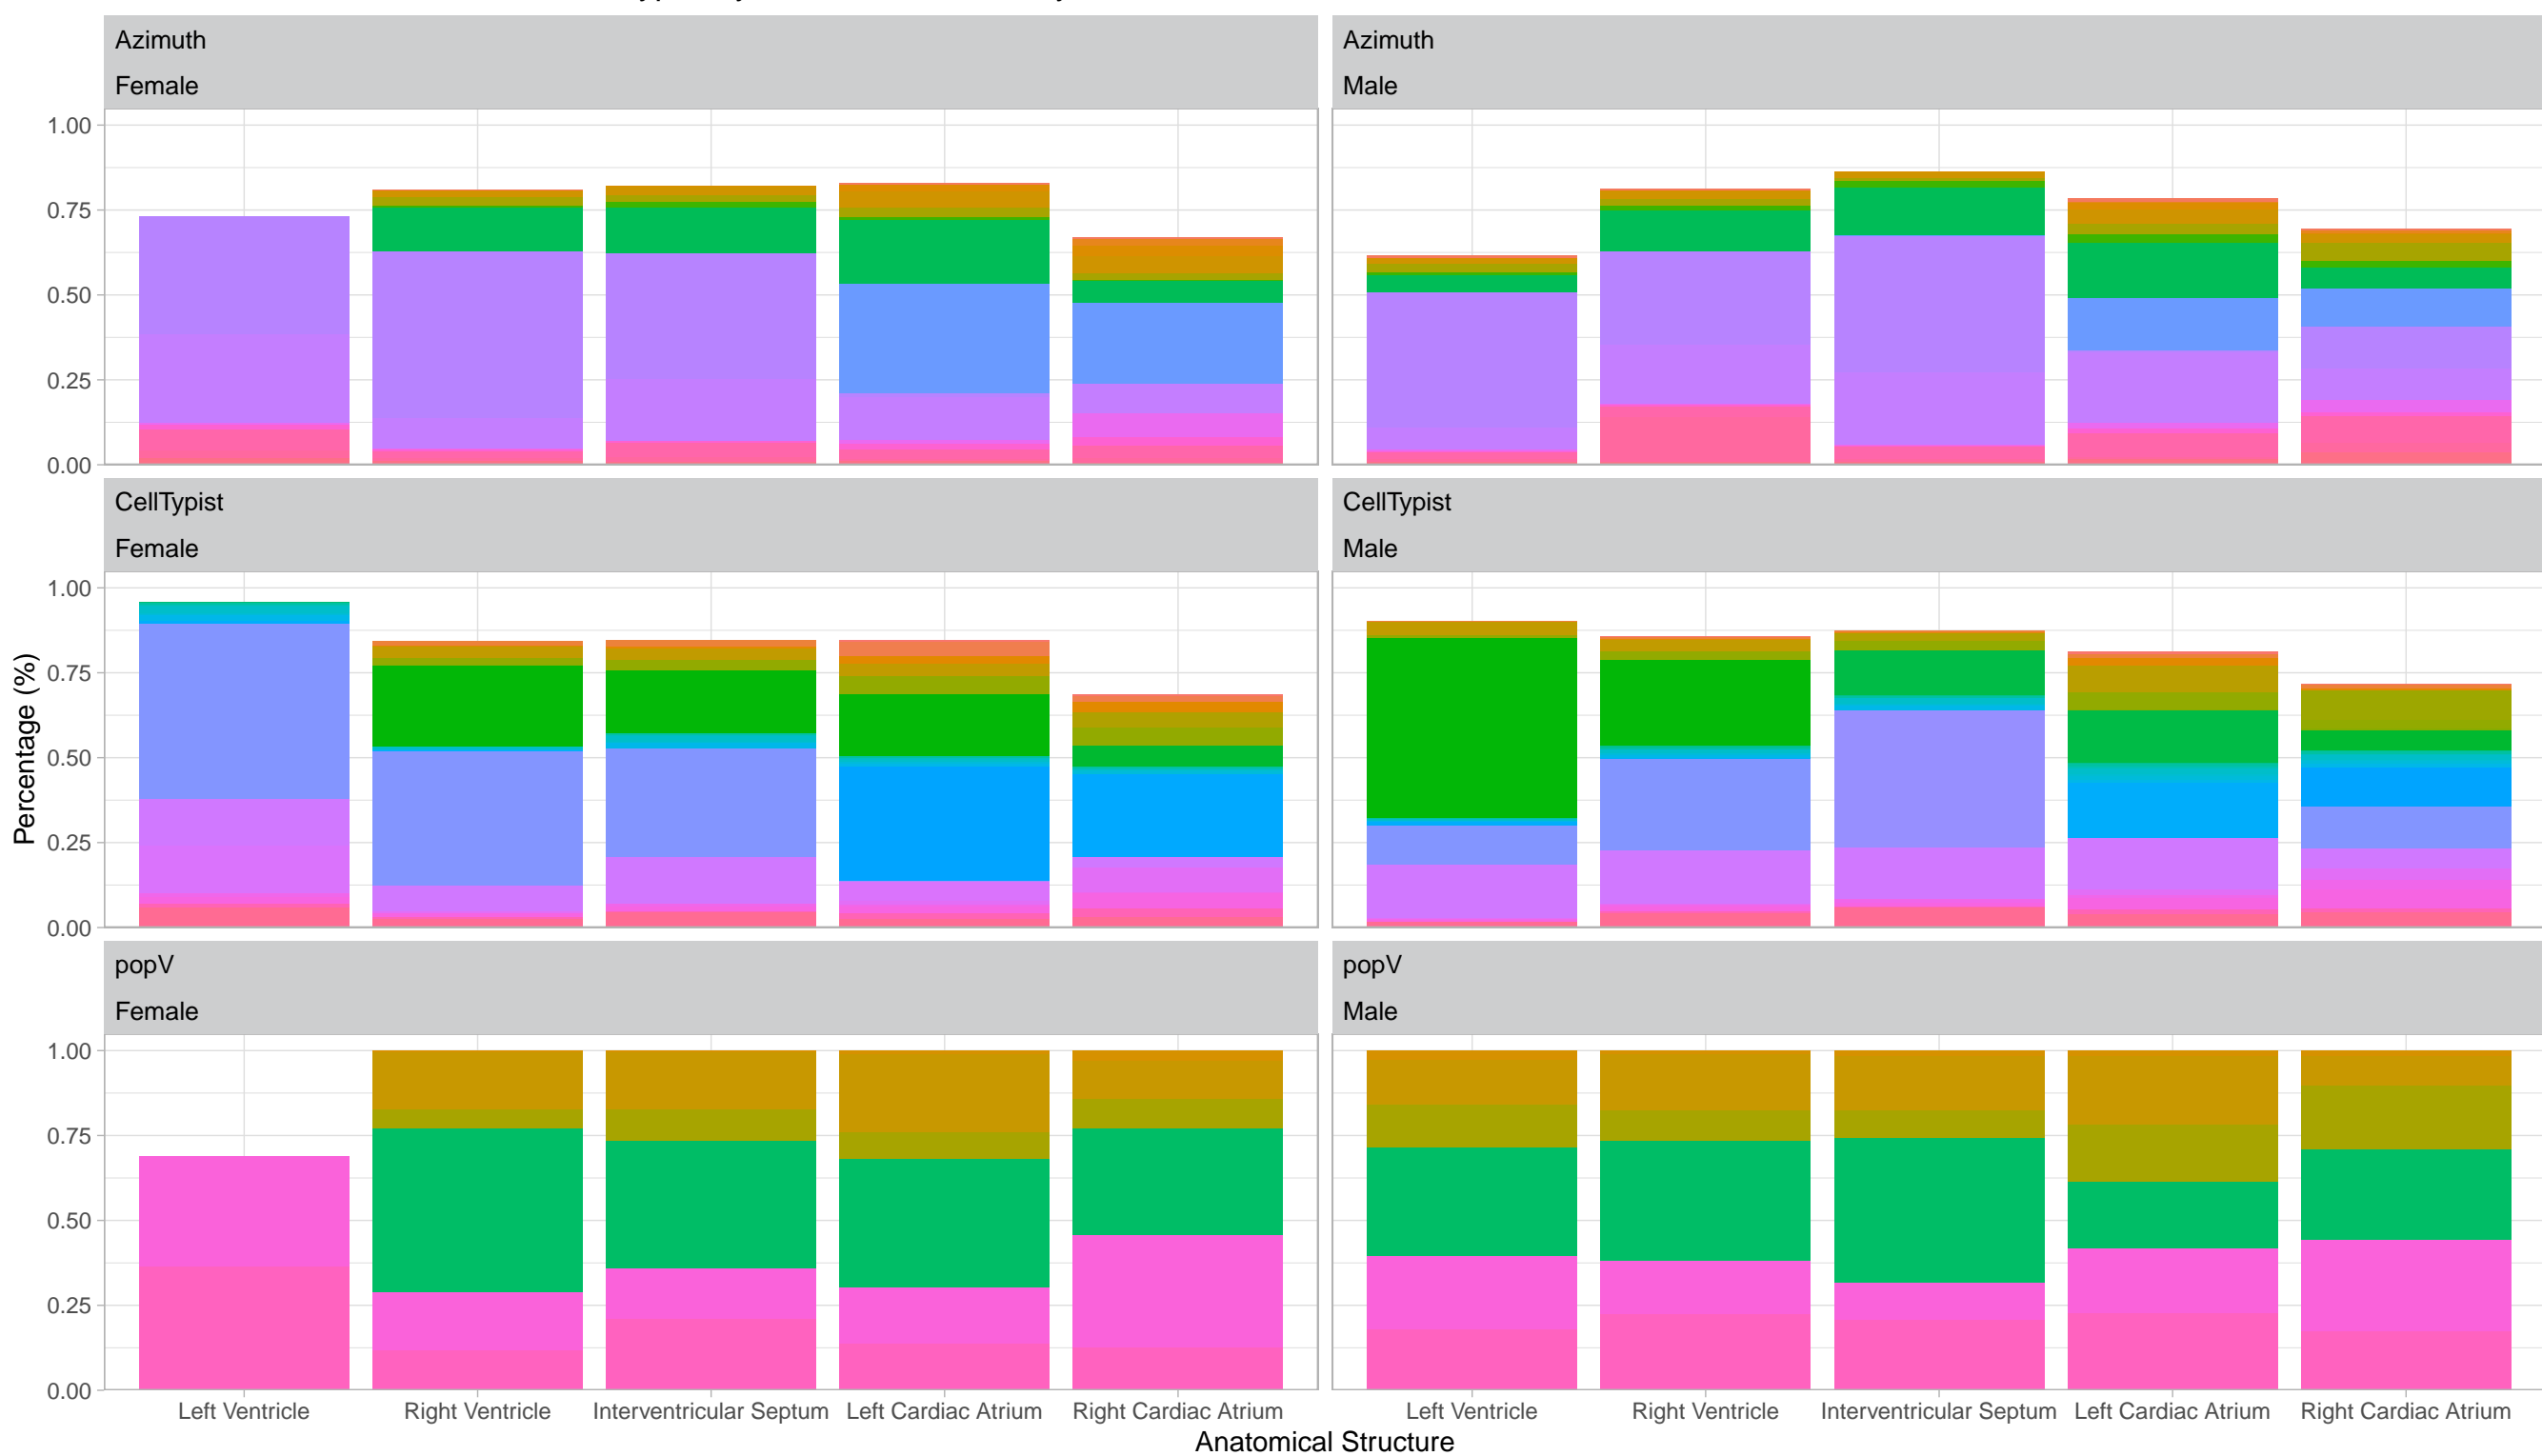 Azimuth
Female
Azimuth
Male
1.00
0.75
0.50
0.25
0.00
CellTypist
Female
CellTypist
Male
1.00
0.75
0.50
0.25
0.00
Percentage (%)
popV
Female
popV
Male
1.00
0.75
0.50
0.25
0.00
Left Ventricle
Right Ventricle
Interventricular Septum
Left Cardiac Atrium
Right Cardiac Atrium
Left Ventricle
Right Ventricle
Interventricular Septum
Left Cardiac Atrium
Right Cardiac Atrium
Anatomical Structure